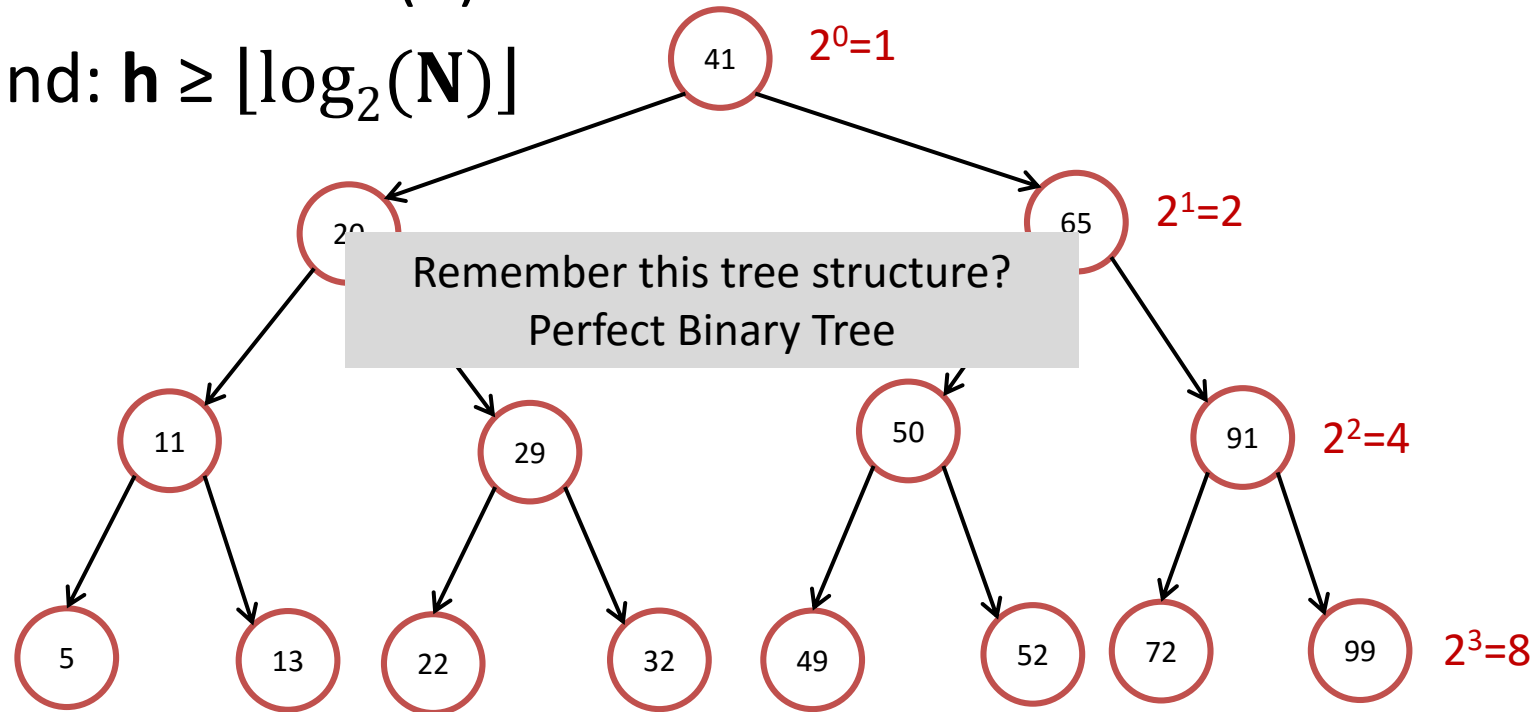 41 2⁰=1
nd: h ≥ ⌊log₂(N)⌋
20 65 2¹=2
Remember this tree structure?
Perfect Binary Tree
11 29 50 91 2²=4
5 13 22 32 49 52 72 99 2³=8